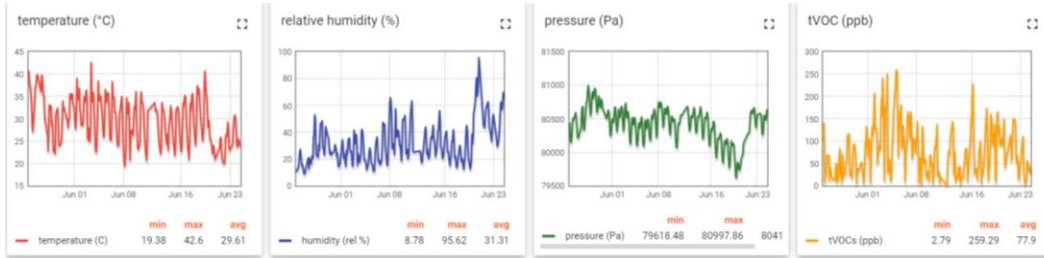 temperature (°C)
45
40
35
30
25
20
15
Jun 01 Jun 08 Jun 16 Jun 23
min max avg
temperature (C) 19.38 42.6 29.61
relative humidity (%)
100
80
60
40
20
0
Jun 01 Jun 08 Jun 16 Jun 23
min max avg
humidity (rel %) 8.78 95.62 31.31
pressure (Pa)
81500
81000
80500
80000
79500
Jun 01 Jun 08 Jun 16 Jun 23
min max avg
pressure (Pa) 79618.48 80997.86 8041
tVOC (ppb)
300
250
200
150
100
50
0
Jun 01 Jun 08 Jun 16 Jun 23
min max avg
tVOCs (ppb) 2.79 259.29 77.9